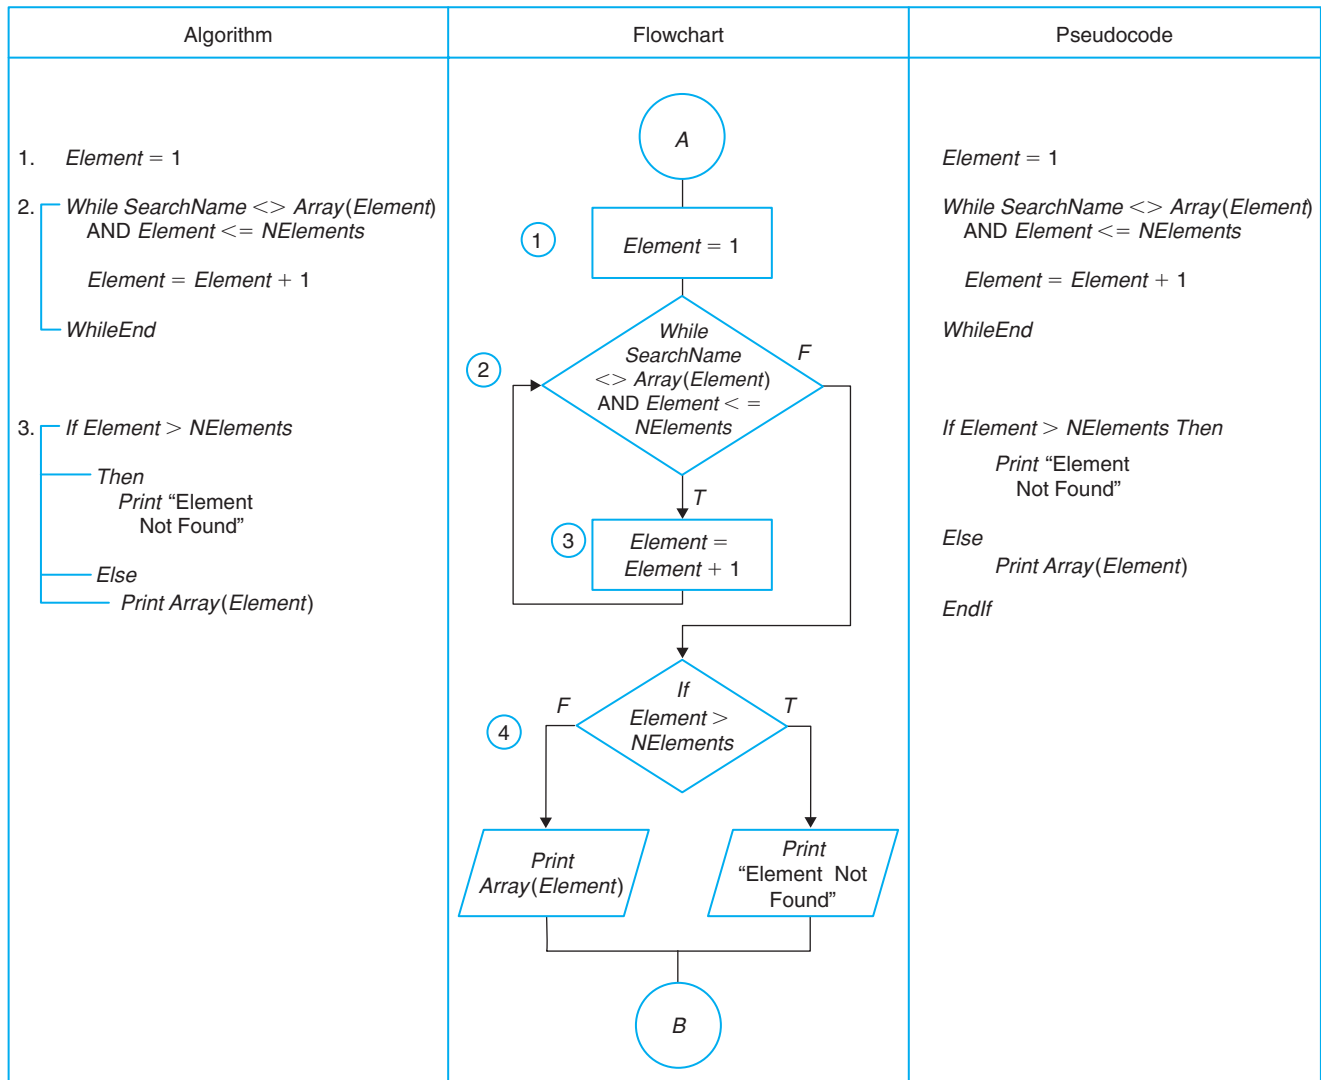 Algorithm
1. Element = 1
2. While SearchName <> Array(Element)
AND Element <= NElements
Element = Element + 1
WhileEnd
3. If Element > NElements
Then
Print “Element
Not Found”
Else
Print Array(Element)
Flowchart
A
1
Element = 1
While
SearchName
<> Array(Element)
AND Element < =
NElements
F
2
T
3
Element =
Element + 1
If
Element >
NElements
F
T
4
Print
Array(Element)
Print
“Element Not
Found”
B
Pseudocode
Element = 1
While SearchName <> Array(Element)
AND Element <= NElements
Element = Element + 1
WhileEnd
If Element > NElements Then
Print “Element
Not Found”
Else
Print Array(Element)
EndIf